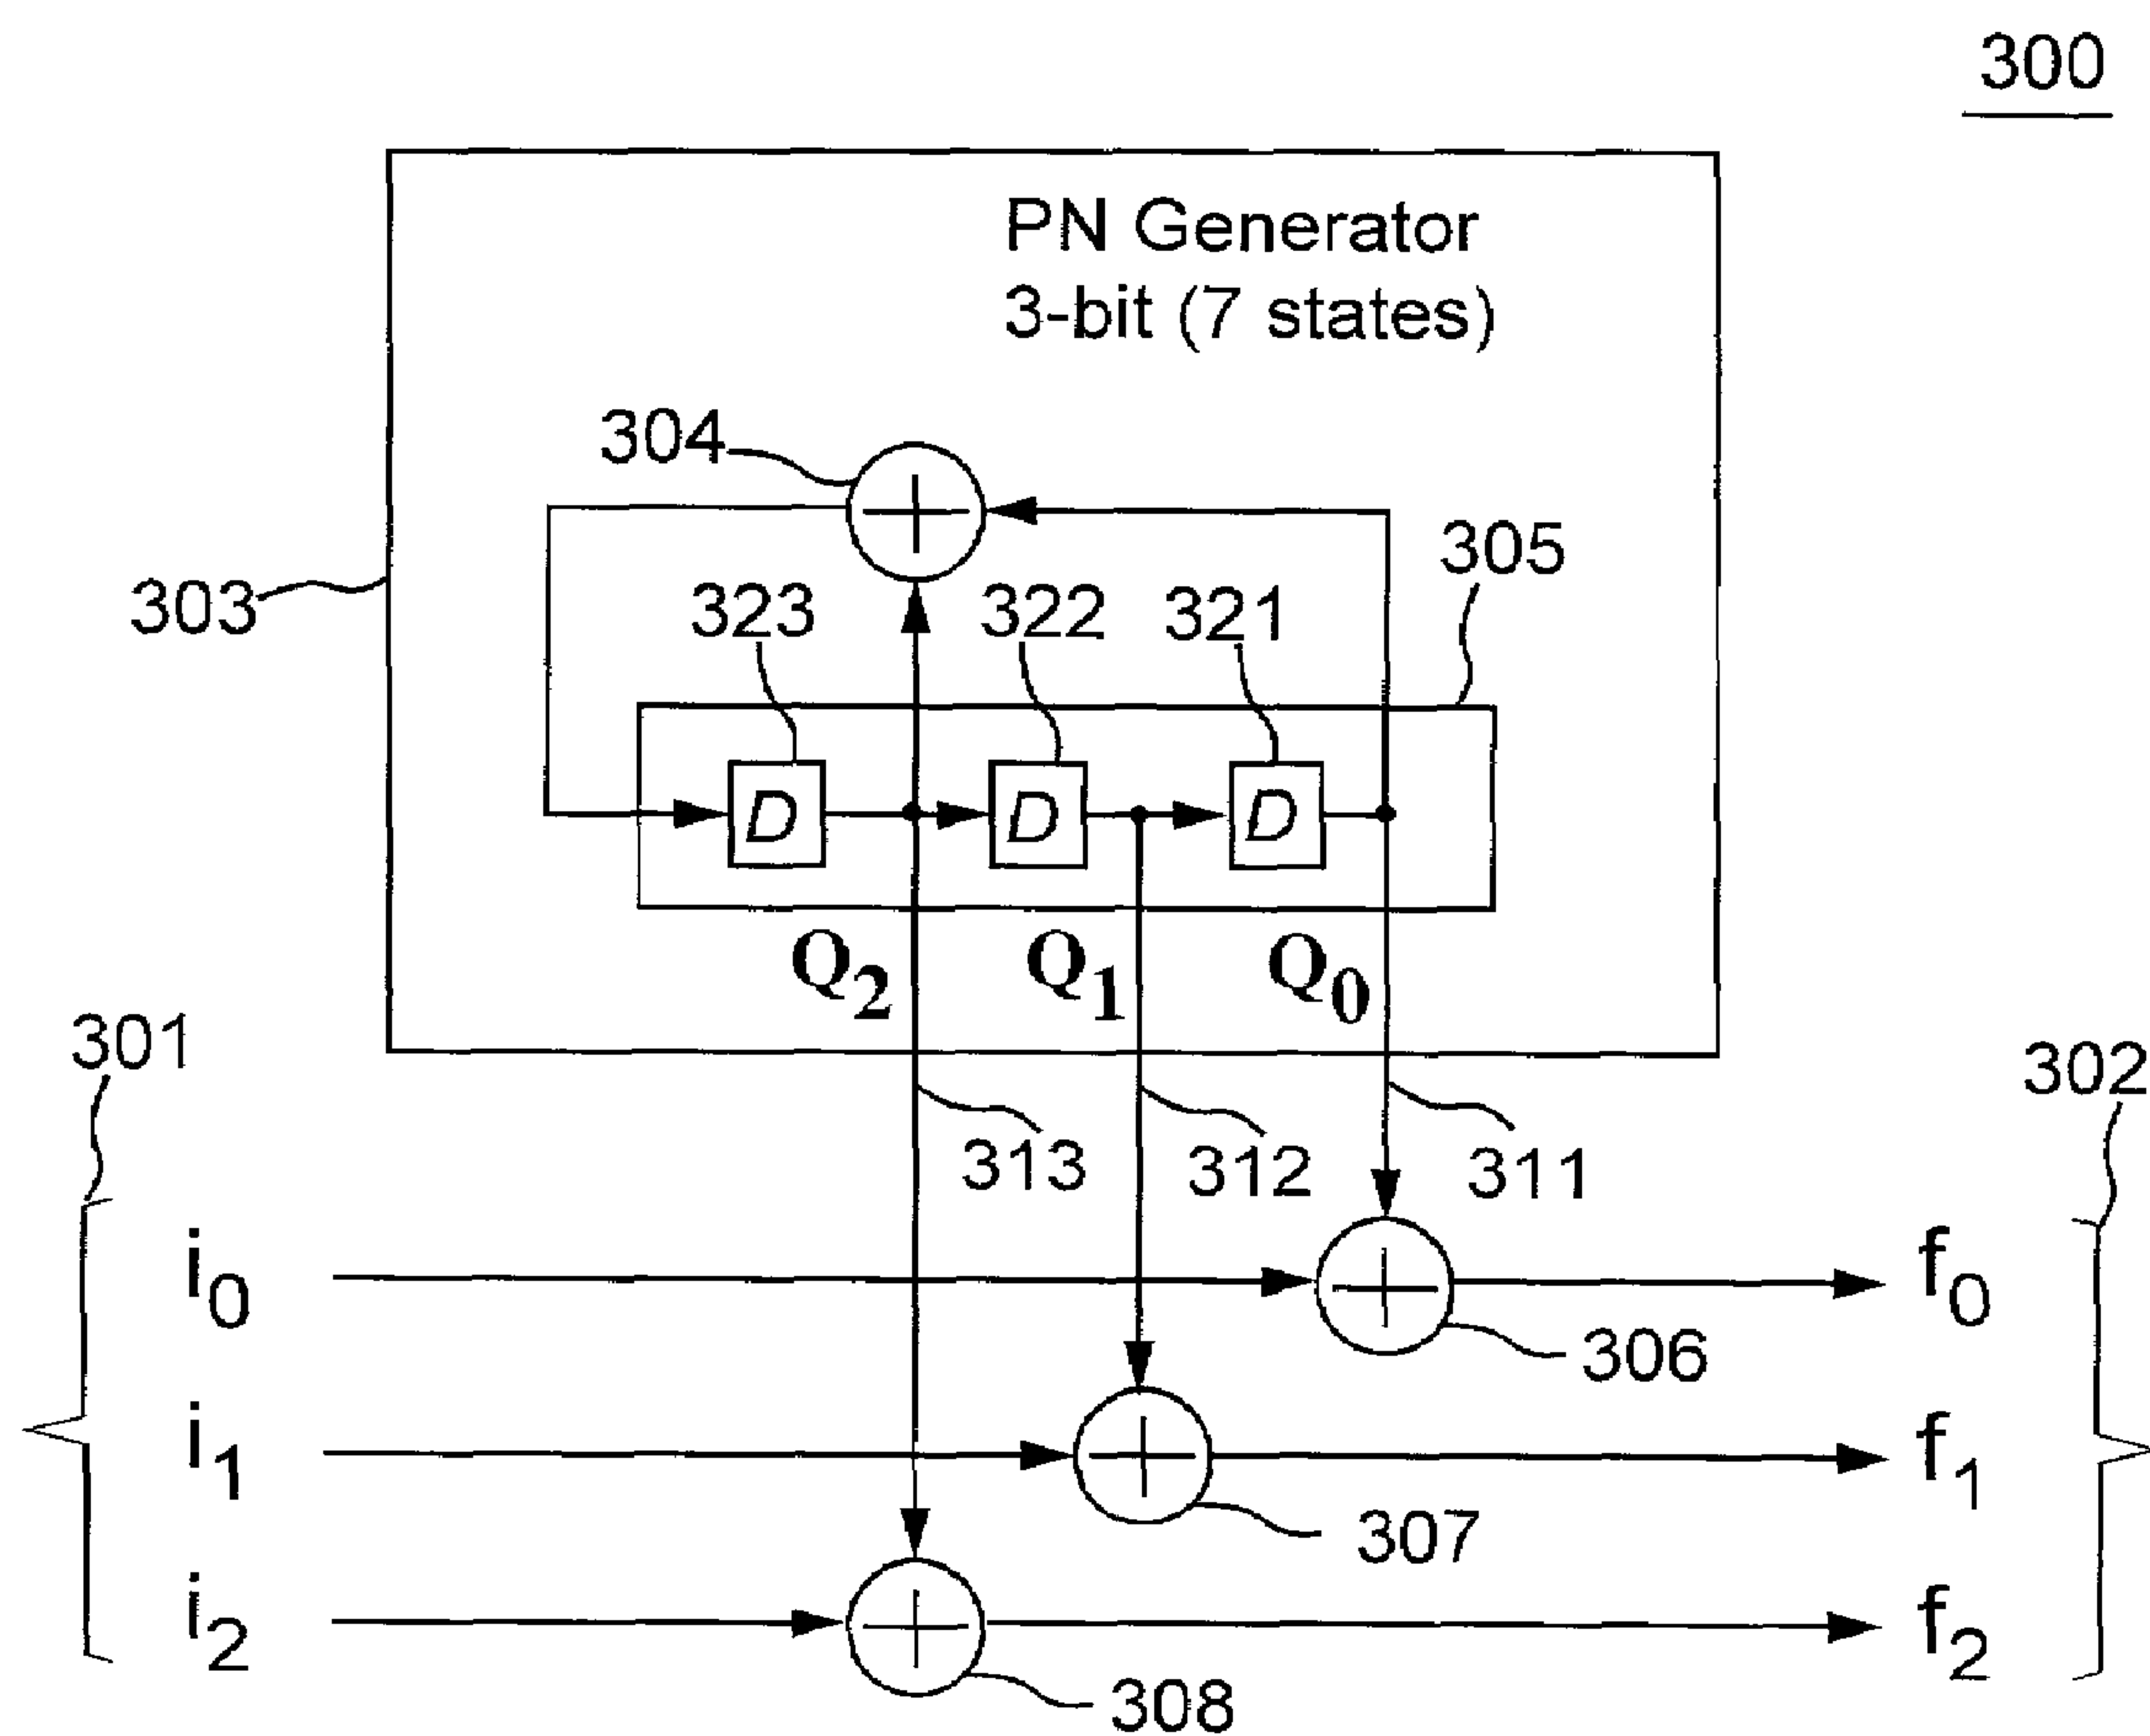 300
PN Generator
3-bit (7 states)
304
305
303
323
322
321
D
D
D
Q2
Q1
Q0
301
302
313
312
311
i0
f0
306
i1
f1
307
i2
f2
308